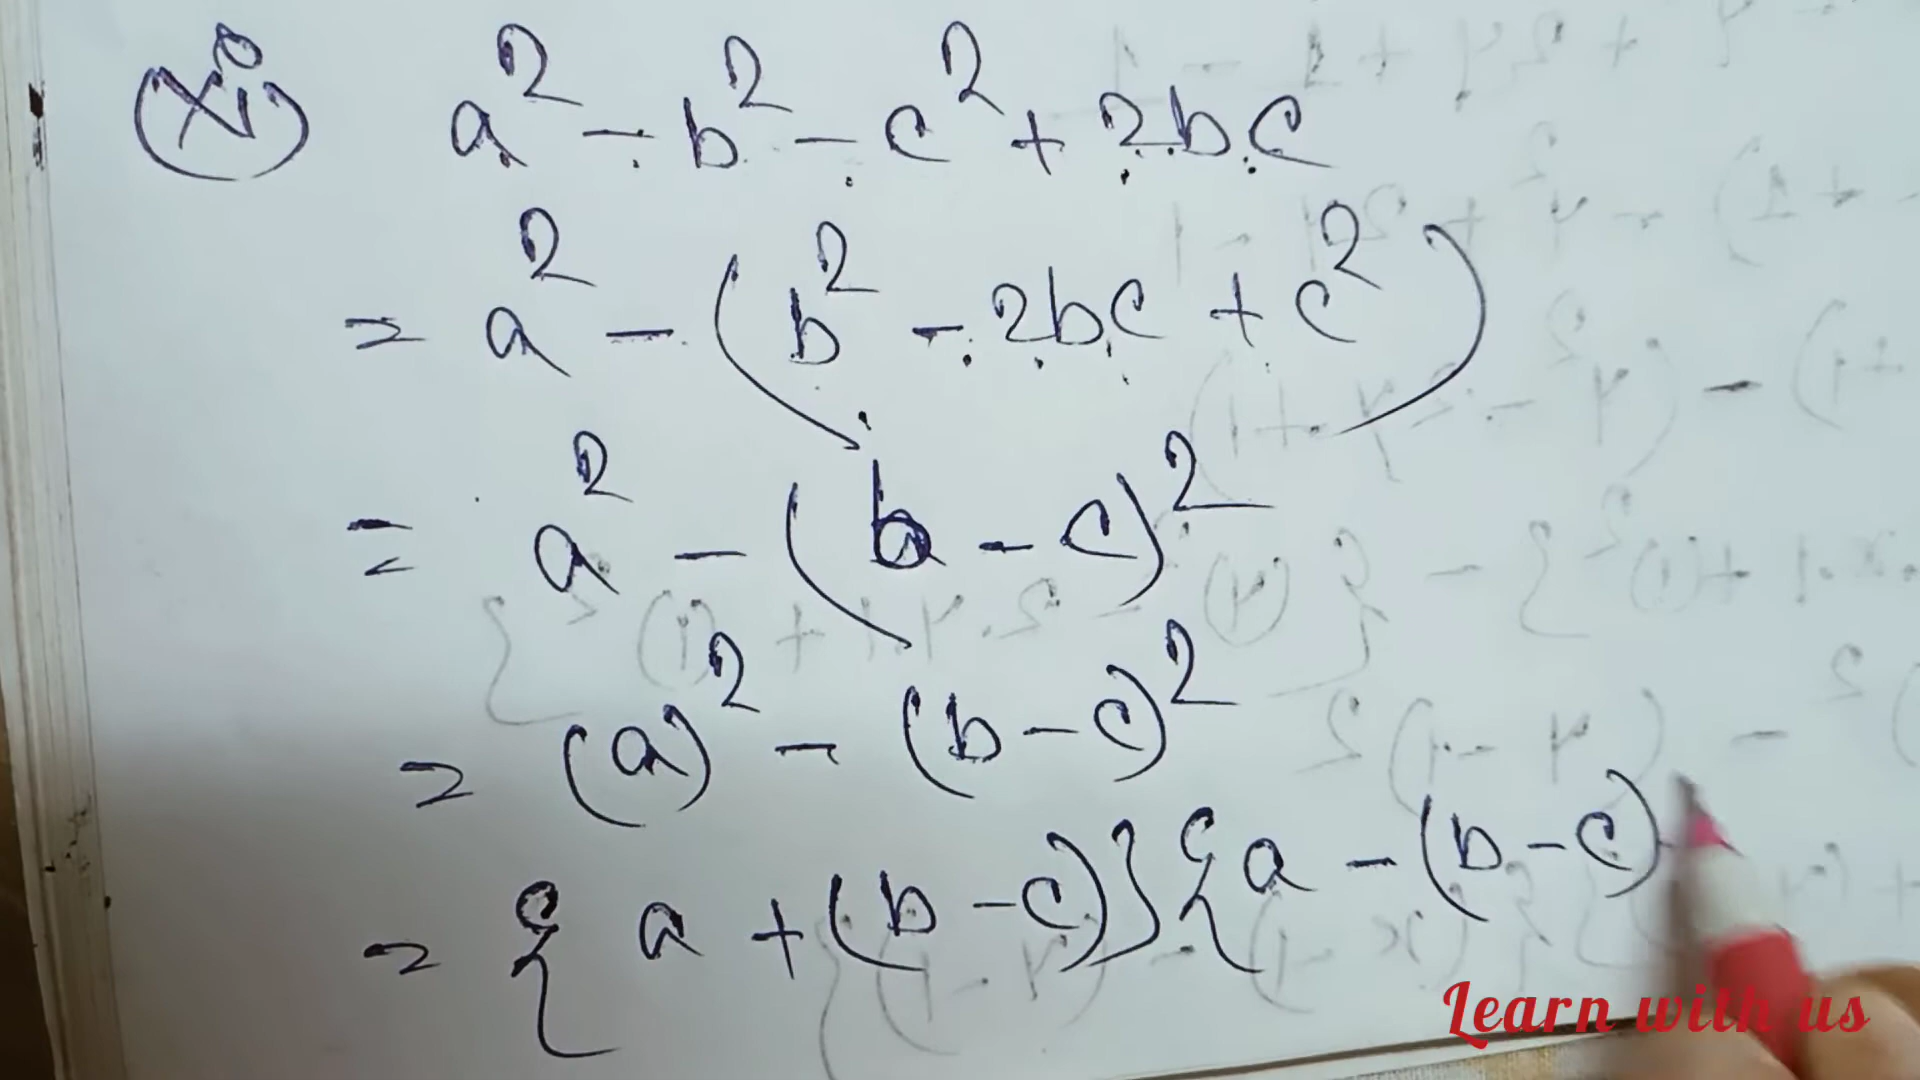 (xi) a² - b² - c² + 2bc
= a² - (b² - 2bc + c²)
= a² - (b - c)²
= (a)² - (b - c)²
= { a + (b - c)}{a - (b - c)
Learn with us